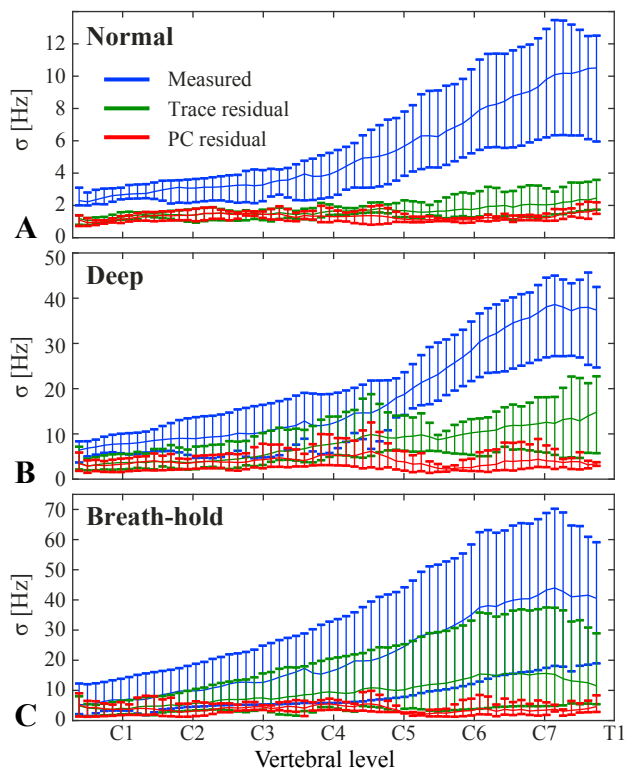 Normal
Measured
Trace residual
PC residual
σ [Hz]
12
10
8
6
4
2
0
A
Deep
σ [Hz]
50
40
30
20
10
0
B
Breath-hold
σ [Hz]
70
60
50
40
30
20
10
0
C
C1 C2 C3 C4 C5 C6 C7 T1
Vertebral level